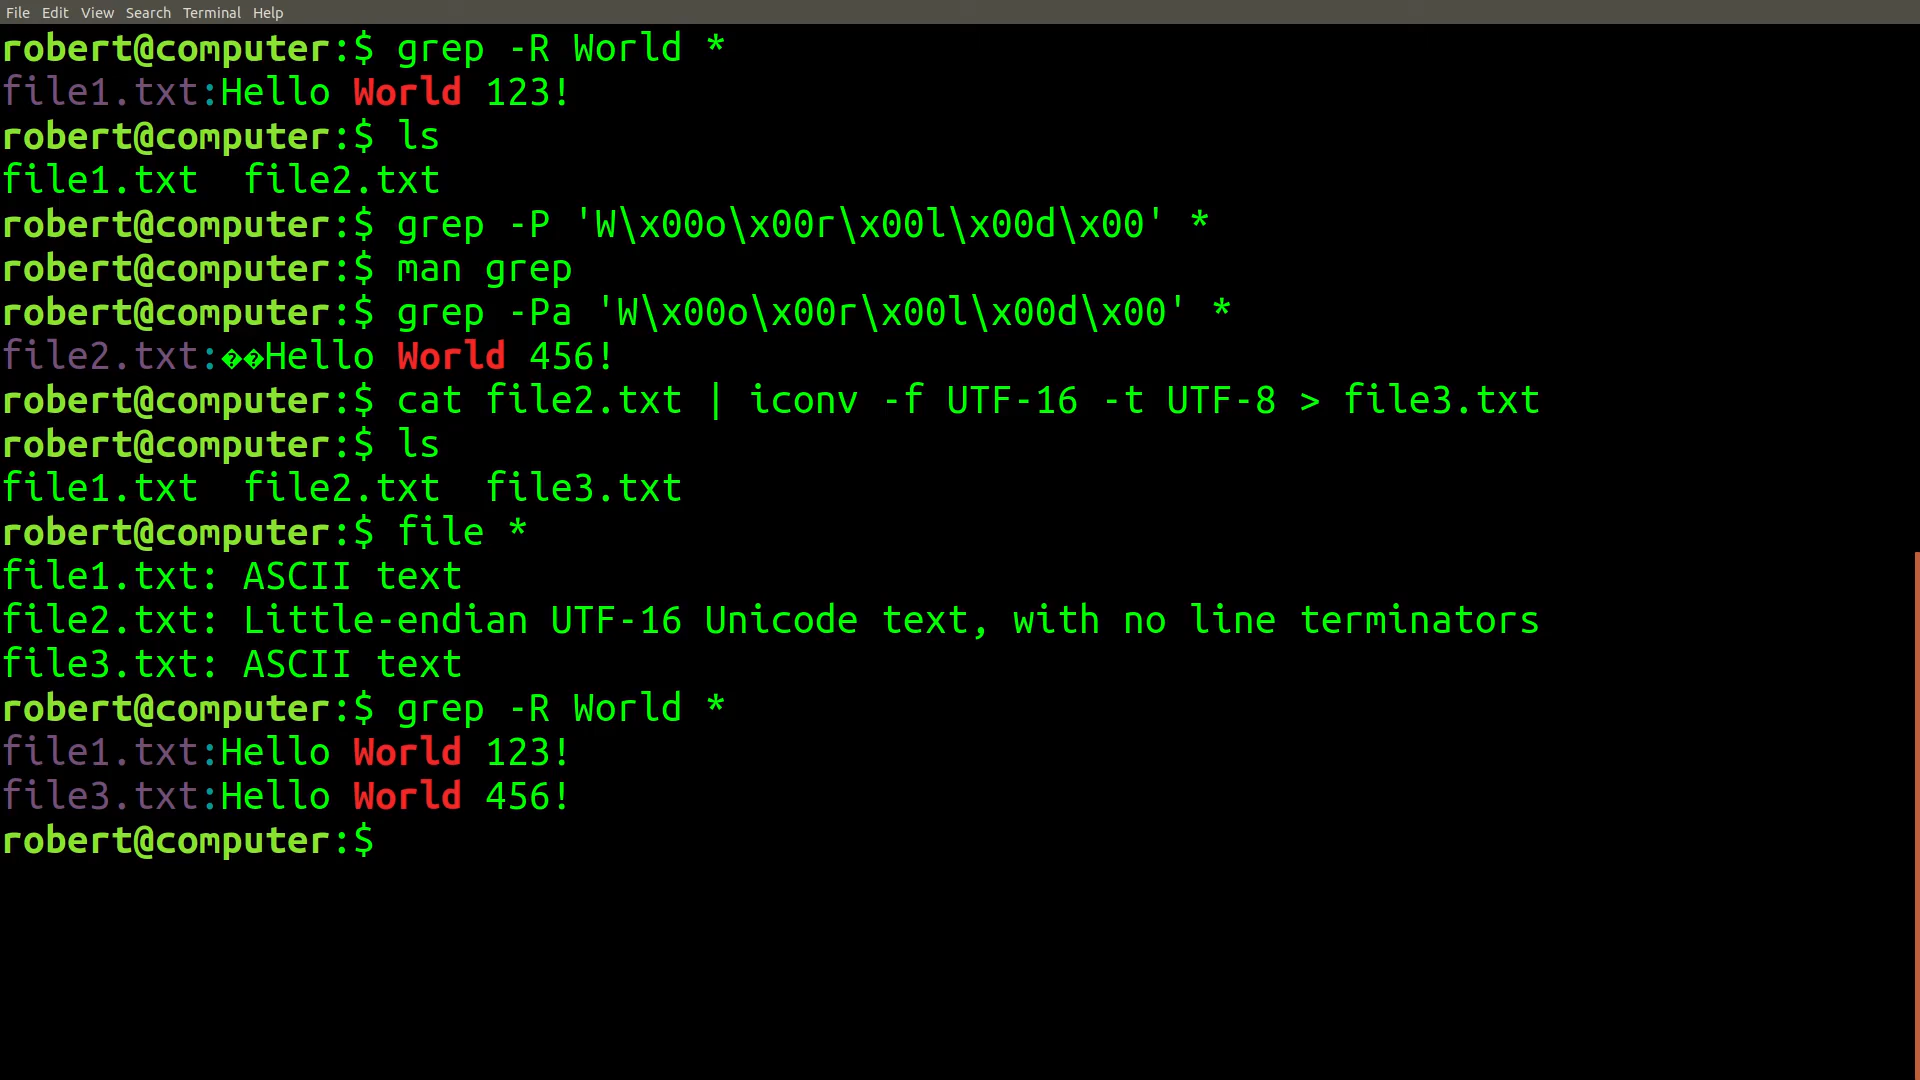 File Edit View Search Terminal Help
robert@computer:$ grep -R World *
file1.txt:Hello World 123!
robert@computer:$ ls
file1.txt  file2.txt
robert@computer:$ grep -P 'W\x00o\x00r\x00l\x00d\x00' *
robert@computer:$ man grep
robert@computer:$ grep -Pa 'W\x00o\x00r\x00l\x00d\x00' *
file2.txt:��Hello World 456!
robert@computer:$ cat file2.txt | iconv -f UTF-16 -t UTF-8 > file3.txt
robert@computer:$ ls
file1.txt  file2.txt  file3.txt
robert@computer:$ file *
file1.txt: ASCII text
file2.txt: Little-endian UTF-16 Unicode text, with no line terminators
file3.txt: ASCII text
robert@computer:$ grep -R World *
file1.txt:Hello World 123!
file3.txt:Hello World 456!
robert@computer:$